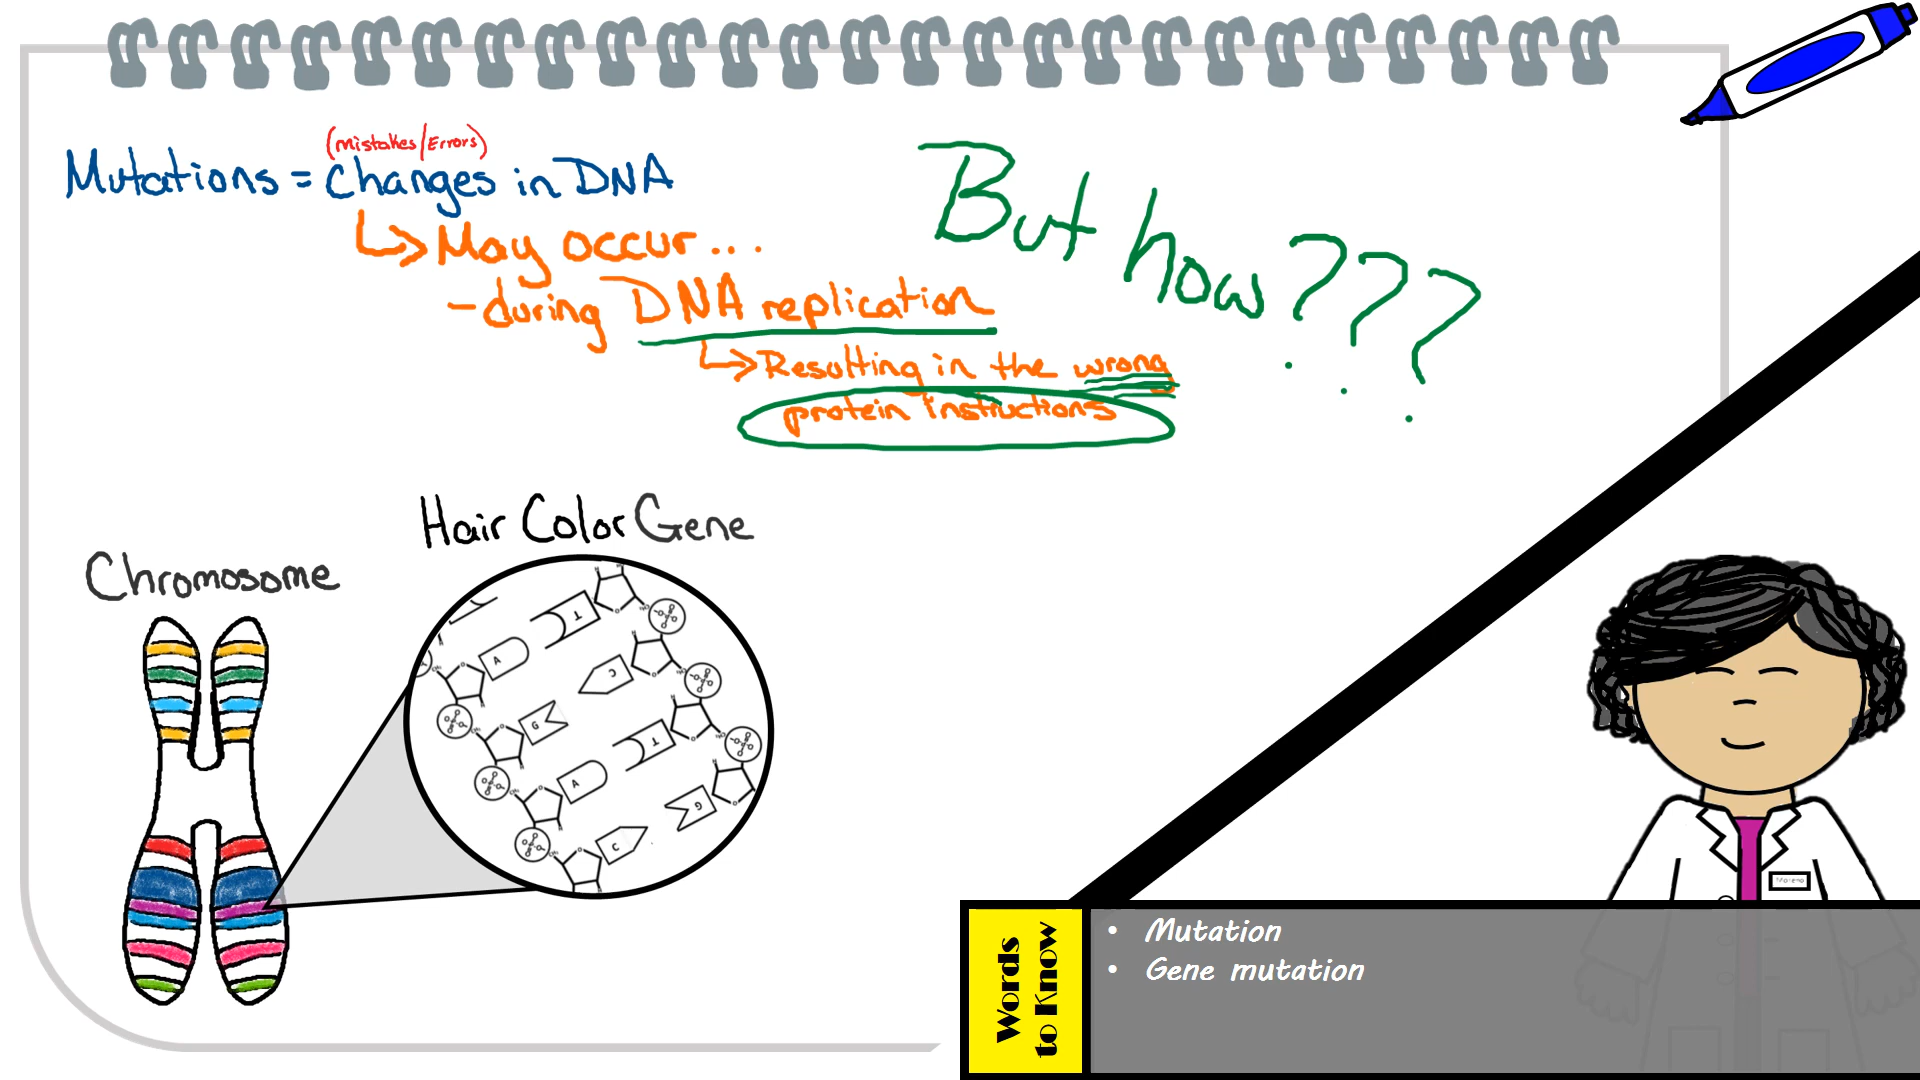 (mistakes/Errors)
Mutations = Changes in DNA
May occur...
-during DNA replication
Resulting in the wrong
protein instructions
But how???
Hair Color Gene
Chromosome
T
A
C
G
T
A
G
C
Moreno
Words
to Know
• Mutation
• Gene mutation